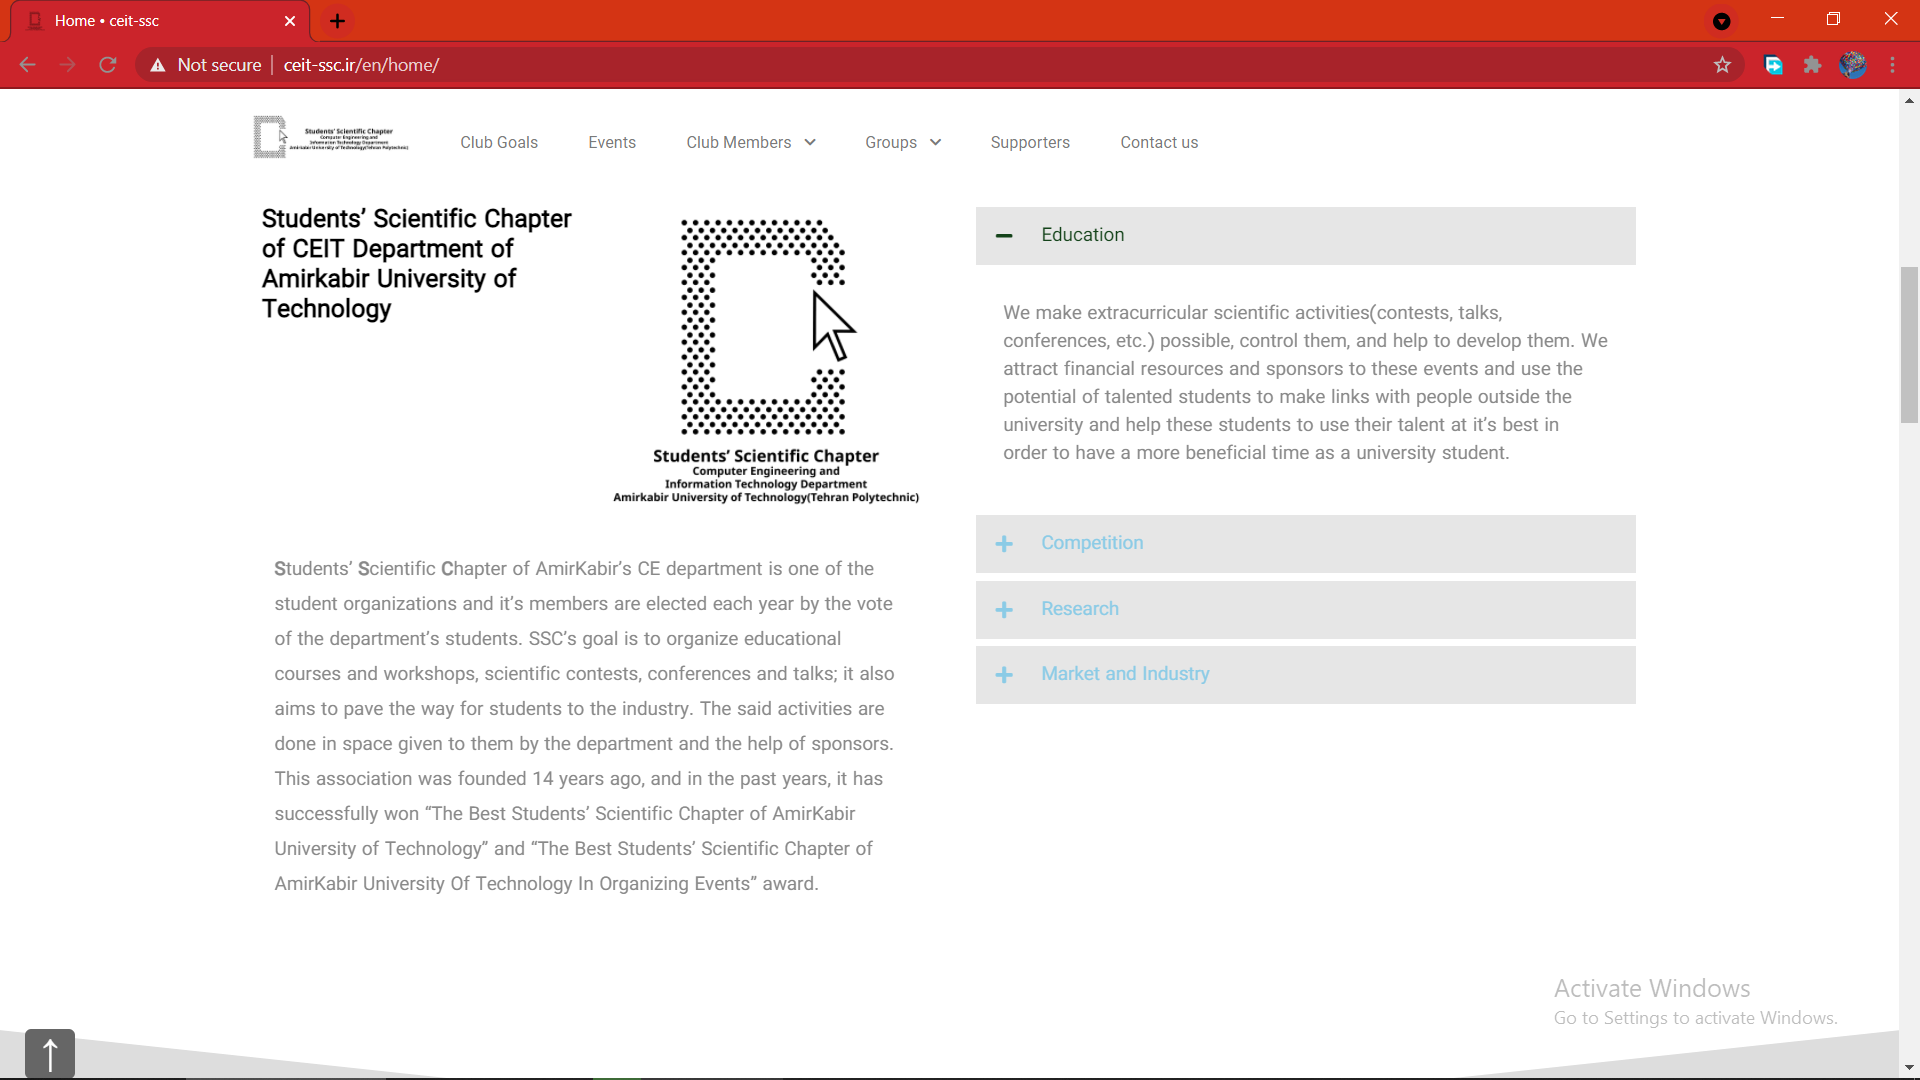 Home • ceit-ssc
Not secure
ceit-ssc.ir/en/home/
Students' Scientific Chapter
Computer Engineering and
Information Technology Department
Amirkabir University of Technology(Tehran Polytechnic)
Club Goals
Events
Club Members
Groups
Supporters
Contact us
Students’ Scientific Chapter
of CEIT Department of
Amirkabir University of
Technology
Students’ Scientific Chapter
Computer Engineering and
Information Technology Department
Amirkabir University of Technology(Tehran Polytechnic)
Students’ Scientific Chapter of AmirKabir’s CE department is one of the
student organizations and it’s members are elected each year by the vote
of the department’s students. SSC’s goal is to organize educational
courses and workshops, scientific contests, conferences and talks; it also
aims to pave the way for students to the industry. The said activities are
done in space given to them by the department and the help of sponsors.
This association was founded 14 years ago, and in the past years, it has
successfully won “The Best Students’ Scientific Chapter of AmirKabir
University of Technology” and “The Best Students’ Scientific Chapter of
AmirKabir University Of Technology In Organizing Events” award.
Education
We make extracurricular scientific activities(contests, talks,
conferences, etc.) possible, control them, and help to develop them. We
attract financial resources and sponsors to these events and use the
potential of talented students to make links with people outside the
university and help these students to use their talent at it’s best in
order to have a more beneficial time as a university student.
Competition
Research
Market and Industry
Activate Windows
Go to Settings to activate Windows.